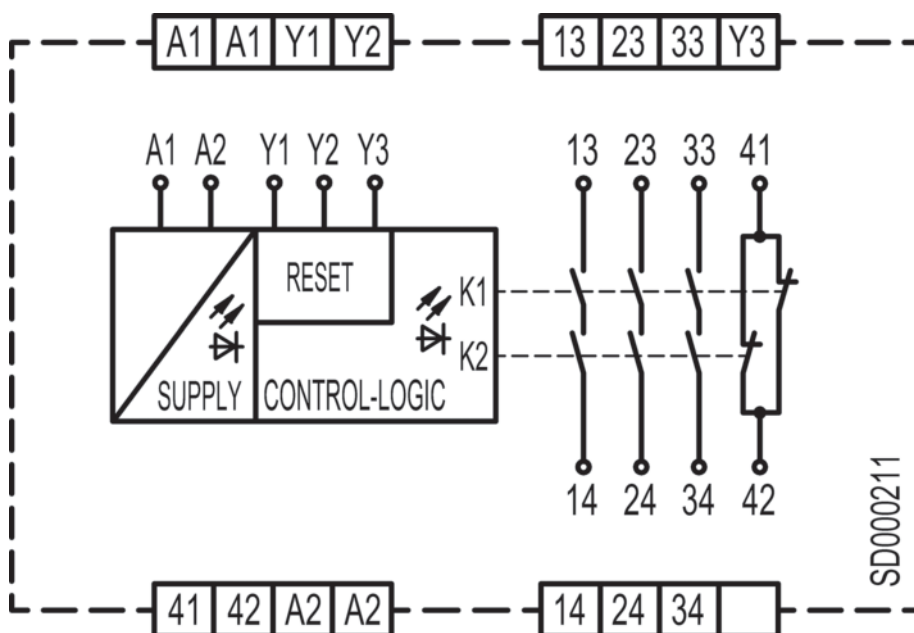 A1 A1 Y1 Y2 13 23 33 Y3
A1 A2 Y1 Y2 Y3 13 23 33 41
RESET
K1
K2
SUPPLY CONTROL-LOGIC
14 24 34 42
SD000211
41 42 A2 A2 14 24 34